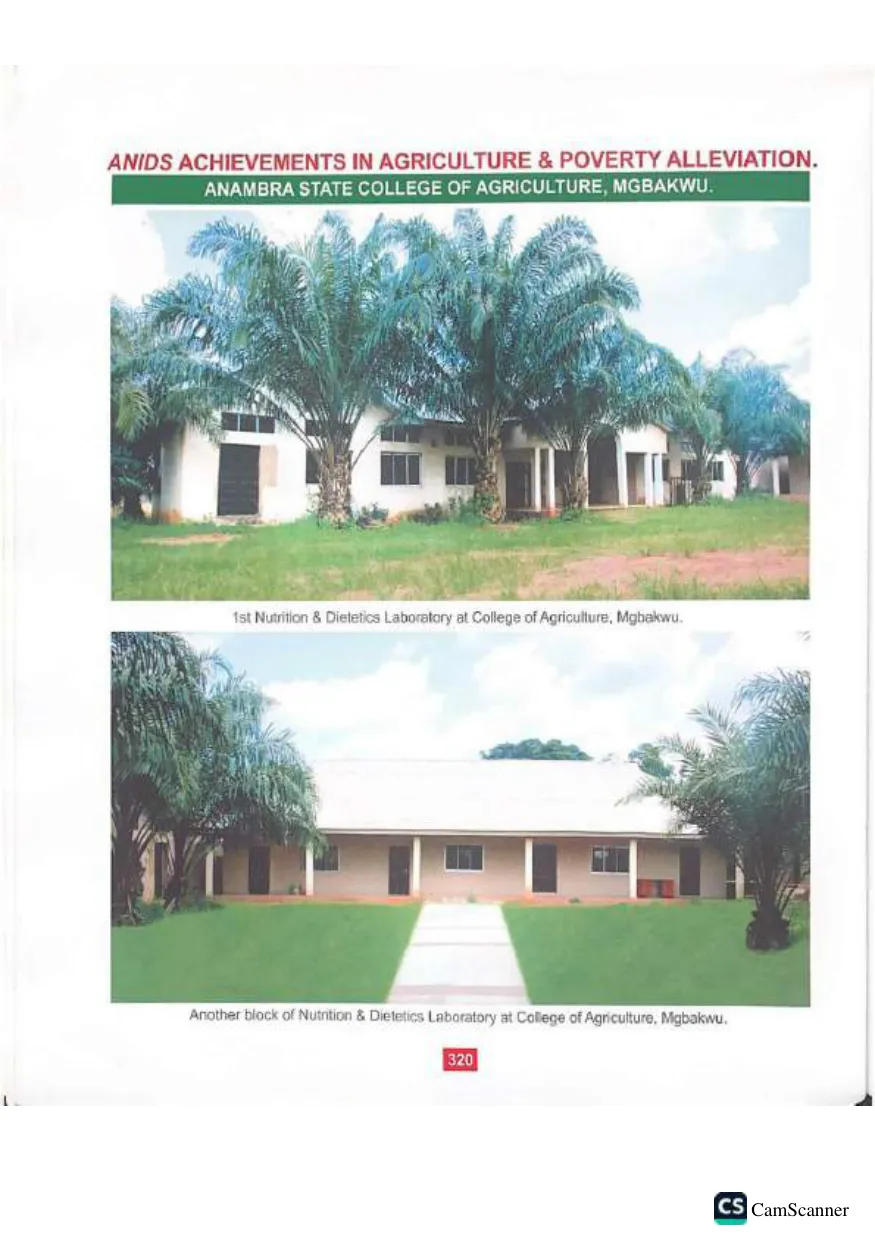 ANIDS ACHIEVEMENTS IN AGRICULTURE & POVERTY ALLEVIATION.
ANAMBRA STATE COLLEGE OF AGRICULTURE, MGBAKWU.
1st Nutrition & Dietetics Laboratory at College of Agriculture, Mgbakwu.
Another block of Nutrition & Dietetics Laboratory at College of Agriculture, Mgbakwu.
320
CS CamScanner